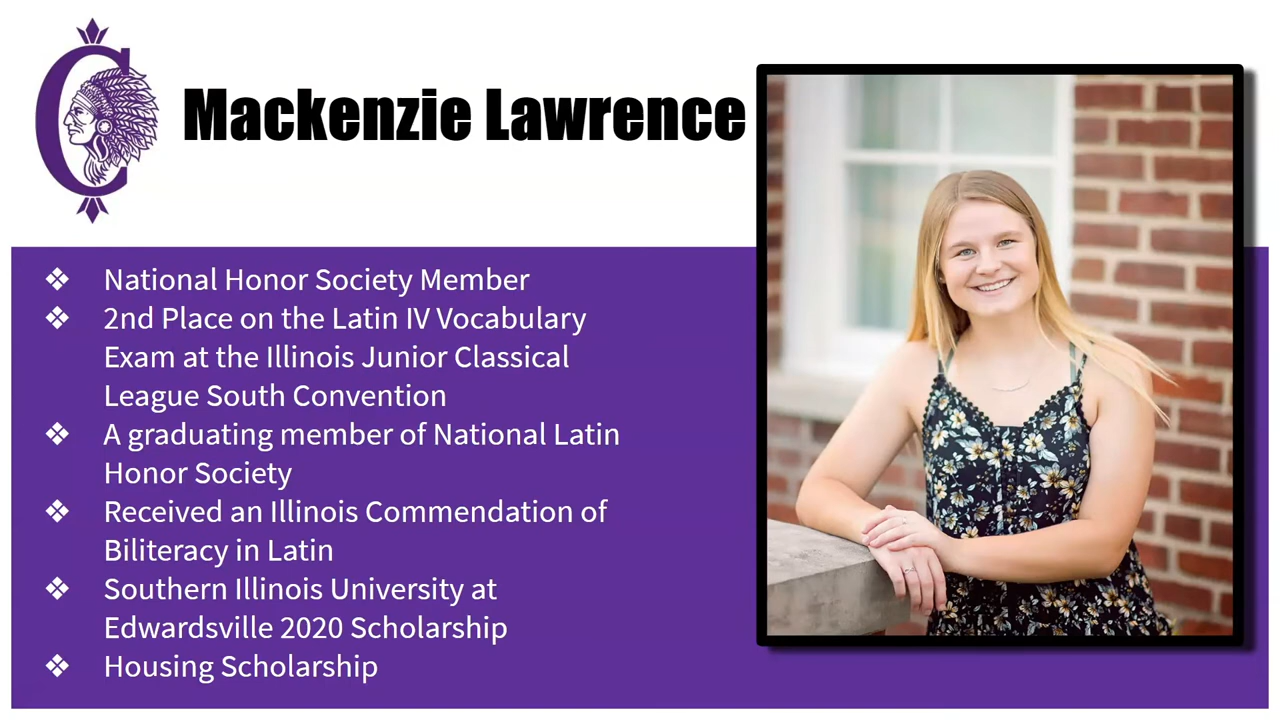 C
Mackenzie Lawrence
❖ National Honor Society Member
❖ 2nd Place on the Latin IV Vocabulary
Exam at the Illinois Junior Classical
League South Convention
❖ A graduating member of National Latin
Honor Society
❖ Received an Illinois Commendation of
Biliteracy in Latin
❖ Southern Illinois University at
Edwardsville 2020 Scholarship
❖ Housing Scholarship